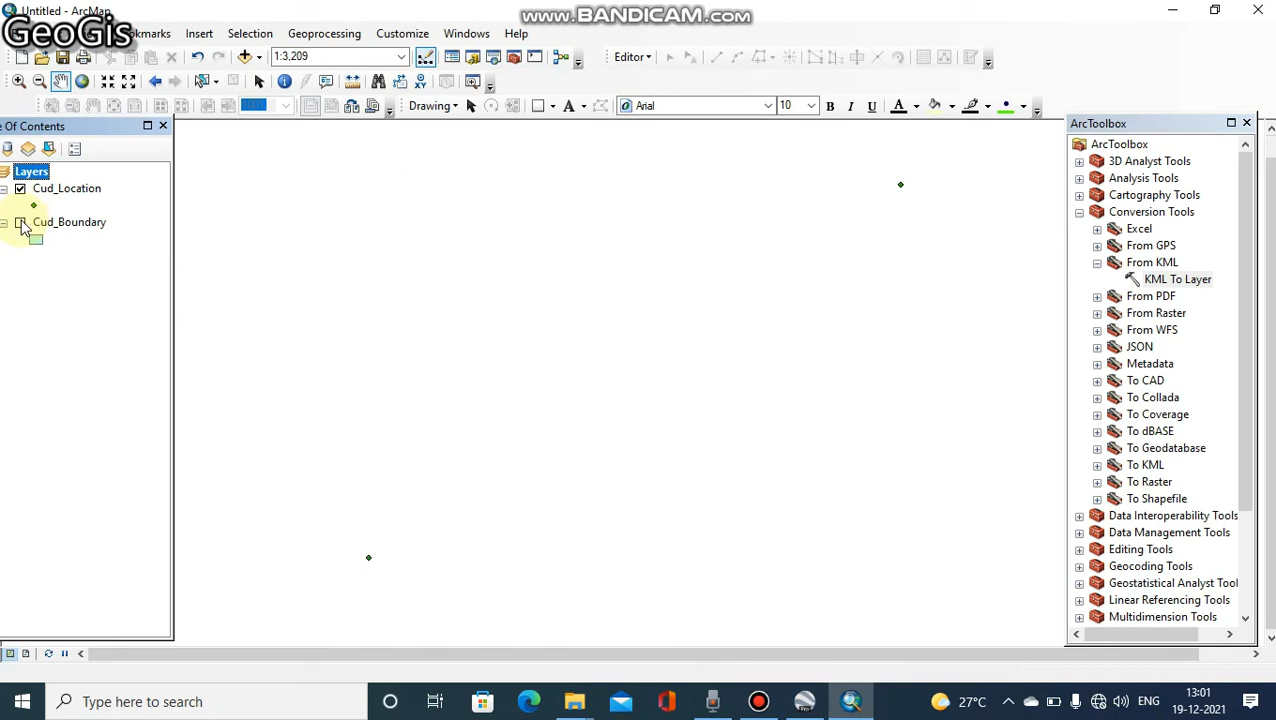 Untitled - ArcMap
www.BANDICAM.com
GeoGis
okmarks Insert Selection Geoprocessing Customize Windows Help
1:3,209
Editor
100%
Drawing
A
Arial
10
B I U A
Of Contents
Layers
Cud_Location
Cud_Boundary
ArcToolbox
ArcToolbox
3D Analyst Tools
Analysis Tools
Cartography Tools
Conversion Tools
Excel
From GPS
From KML
KML To Layer
From PDF
From Raster
From WFS
JSON
Metadata
To CAD
To Collada
To Coverage
To dBASE
To Geodatabase
To KML
To Raster
To Shapefile
Data Interoperability Tools
Data Management Tools
Editing Tools
Geocoding Tools
Geostatistical Analyst Tool
Linear Referencing Tools
Multidimension Tools
Type here to search
27°C
ENG
13:01
19-12-2021